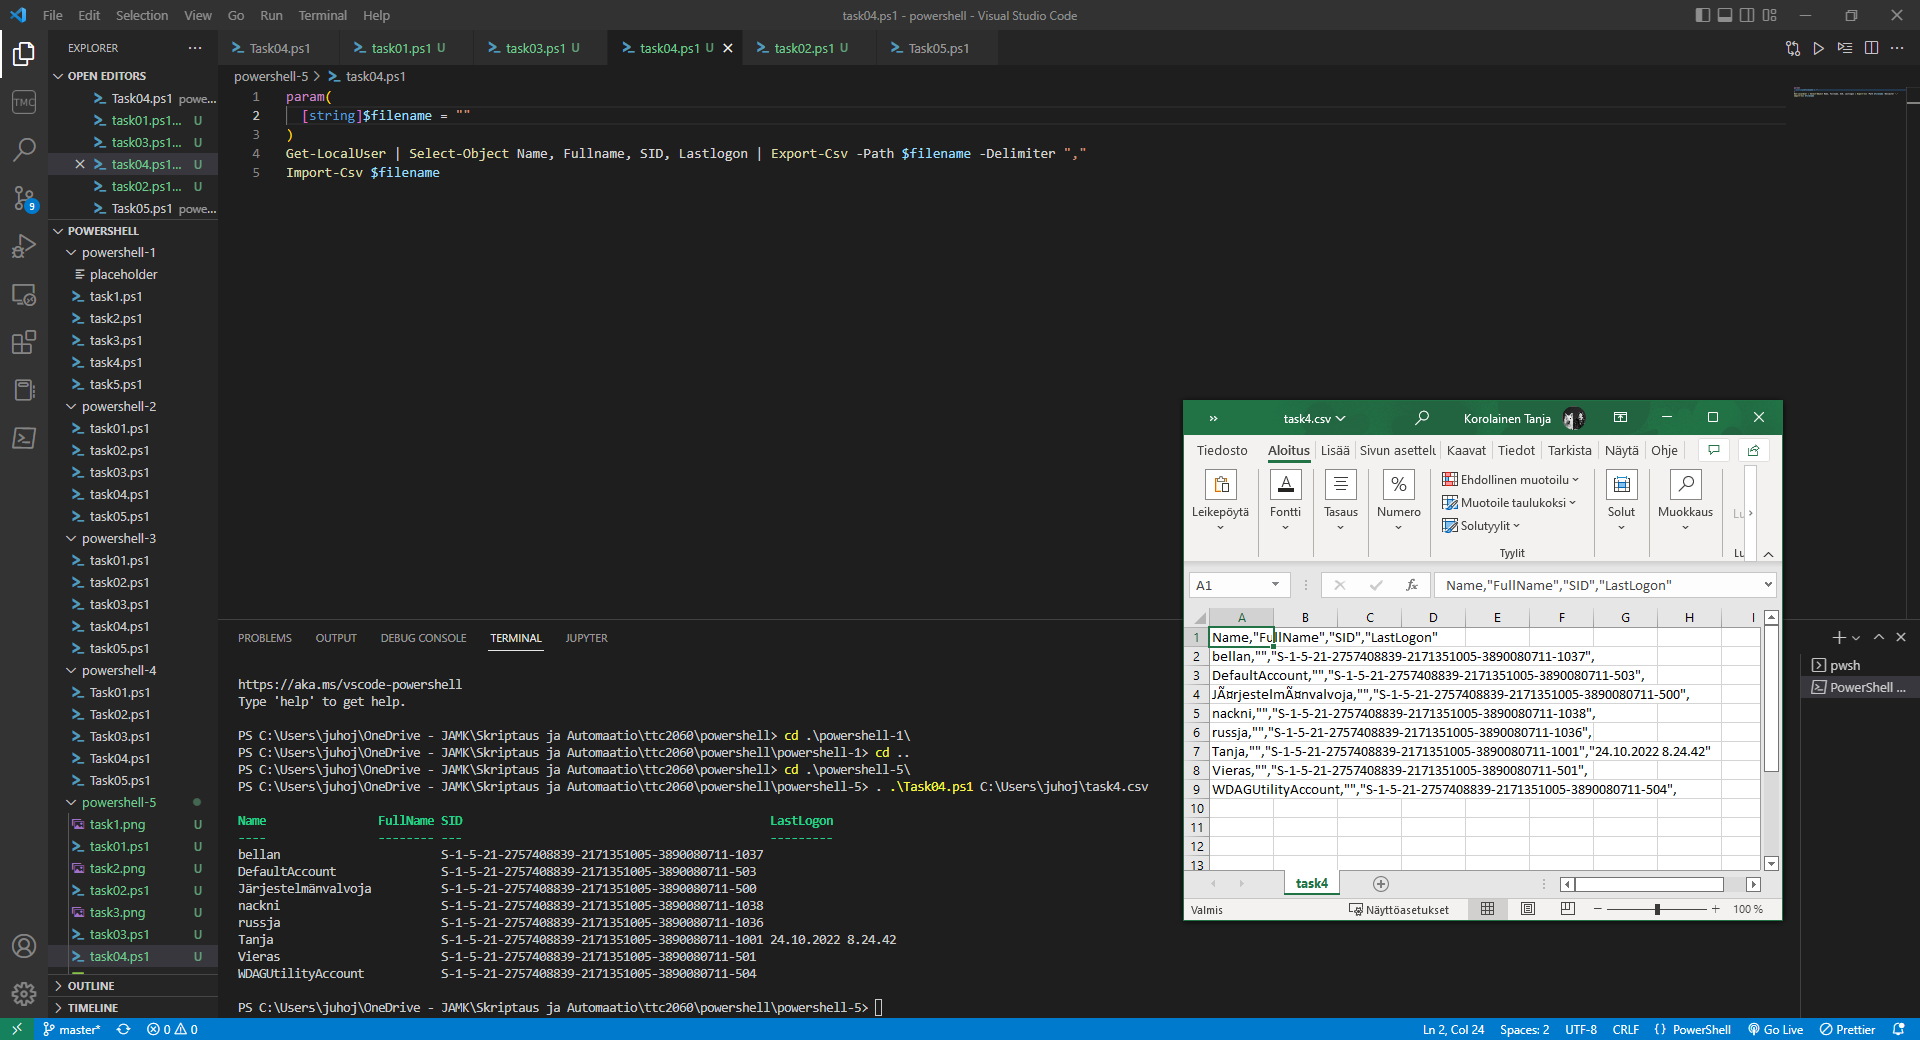 File Edit Selection View Go Run Terminal Help
task04.ps1 - powershell - Visual Studio Code
EXPLORER
Task04.ps1 task01.ps1 U task03.ps1 U task04.ps1 U task02.ps1 U Task05.ps1
OPEN EDITORS
Task04.ps1 powe...
task01.ps1... U
task03.ps1... U
task04.ps1... U
task02.ps1... U
Task05.ps1 powe...
POWERSHELL
powershell-1
placeholder
task1.ps1
task2.ps1
task3.ps1
task4.ps1
task5.ps1
powershell-2
task01.ps1
task02.ps1
task03.ps1
task04.ps1
task05.ps1
powershell-3
task01.ps1
task02.ps1
task03.ps1
task04.ps1
task05.ps1
powershell-4
Task01.ps1
Task02.ps1
Task03.ps1
Task04.ps1
Task05.ps1
powershell-5
task1.png U
task01.ps1 U
task2.png U
task02.ps1 U
task3.png U
task03.ps1 U
task04.ps1 U
OUTLINE
TIMELINE
TMC
9
powershell-5 > task04.ps1
1 param(
2 [string]$filename = ""
3 )
4 Get-LocalUser | Select-Object Name, Fullname, SID, Lastlogon | Export-Csv -Path $filename -Delimiter ","
5 Import-Csv $filename
PROBLEMS OUTPUT DEBUG CONSOLE TERMINAL JUPYTER
https://aka.ms/vscode-powershell
Type 'help' to get help.
PS C:\Users\juhoj\OneDrive - JAMK\Skriptaus ja Automaatio\ttc2060\powershell> cd .\powershell-1\
PS C:\Users\juhoj\OneDrive - JAMK\Skriptaus ja Automaatio\ttc2060\powershell\powershell-1> cd ..
PS C:\Users\juhoj\OneDrive - JAMK\Skriptaus ja Automaatio\ttc2060\powershell> cd .\powershell-5\
PS C:\Users\juhoj\OneDrive - JAMK\Skriptaus ja Automaatio\ttc2060\powershell\powershell-5> . .\Task04.ps1 C:\Users\juhoj\task4.csv
Name FullName SID LastLogon
---- -------- --- ---------
bellan S-1-5-21-2757408839-2171351005-3890080711-1037
DefaultAccount S-1-5-21-2757408839-2171351005-3890080711-503
Järjestelmänvalvoja S-1-5-21-2757408839-2171351005-3890080711-500
nackni S-1-5-21-2757408839-2171351005-3890080711-1038
russja S-1-5-21-2757408839-2171351005-3890080711-1036
Tanja S-1-5-21-2757408839-2171351005-3890080711-1001 24.10.2022 8.24.42
Vieras S-1-5-21-2757408839-2171351005-3890080711-501
WDAGUtilityAccount S-1-5-21-2757408839-2171351005-3890080711-504
PS C:\Users\juhoj\OneDrive - JAMK\Skriptaus ja Automaatio\ttc2060\powershell\powershell-5>
pwsh
PowerShell ...
task4.csv Korolainen Tanja
Tiedosto Aloitus Lisää Sivun asettelu Kaavat Tiedot Tarkista Näytä Ohje
Leikepöytä Fontti Tasaus Numero
Ehdollinen muotoilu
Muotoile taulukoksi
Solutyylit
Tyylit
Solut Muokkaus Lu
Lu
A1 fx Name,"FullName","SID","LastLogon"
A B C D E F G H I
1 Name,"FullName","SID","LastLogon"
2 bellan,"","S-1-5-21-2757408839-2171351005-3890080711-1037",
3 DefaultAccount,"","S-1-5-21-2757408839-2171351005-3890080711-503",
4 JÃ¤rjestelmÃ¤nvalvoja,"","S-1-5-21-2757408839-2171351005-3890080711-500",
5 nackni,"","S-1-5-21-2757408839-2171351005-3890080711-1038",
6 russja,"","S-1-5-21-2757408839-2171351005-3890080711-1036",
7 Tanja,"","S-1-5-21-2757408839-2171351005-3890080711-1001","24.10.2022 8.24.42"
8 Vieras,"","S-1-5-21-2757408839-2171351005-3890080711-501",
9 WDAGUtilityAccount,"","S-1-5-21-2757408839-2171351005-3890080711-504",
10
11
12
13
task4
Valmis Näyttöasetukset 100 %
master* 0 0
Ln 2, Col 24 Spaces: 2 UTF-8 CRLF { } PowerShell Go Live Prettier